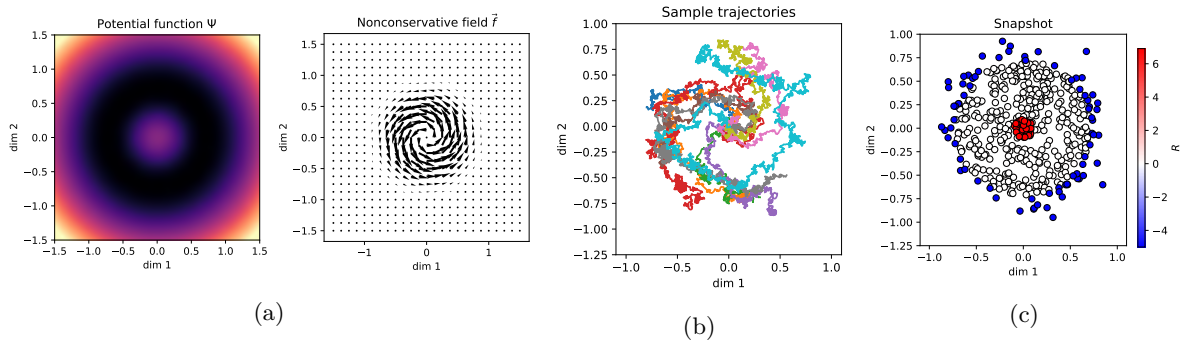 Potential function Ψ
1.5
1.0
0.5
0.0
−0.5
−1.0
−1.5
dim 2
−1.5 −1.0 −0.5 0.0 0.5 1.0 1.5
dim 1
Nonconservative field f⃗
1.5
1.0
0.5
0.0
−0.5
−1.0
−1.5
dim 2
−1 0 1
dim 1
(a)
Sample trajectories
1.00
0.75
0.50
0.25
0.00
−0.25
−0.50
−0.75
−1.00
−1.25
dim 2
−1.0 −0.5 0.0 0.5 1.0
dim 1
(b)
Snapshot
1.00
0.75
0.50
0.25
0.00
−0.25
−0.50
−0.75
−1.00
−1.25
dim 2
−1.0 −0.5 0.0 0.5 1.0
dim 1
6
4
2
0
−2
−4
R
(c)